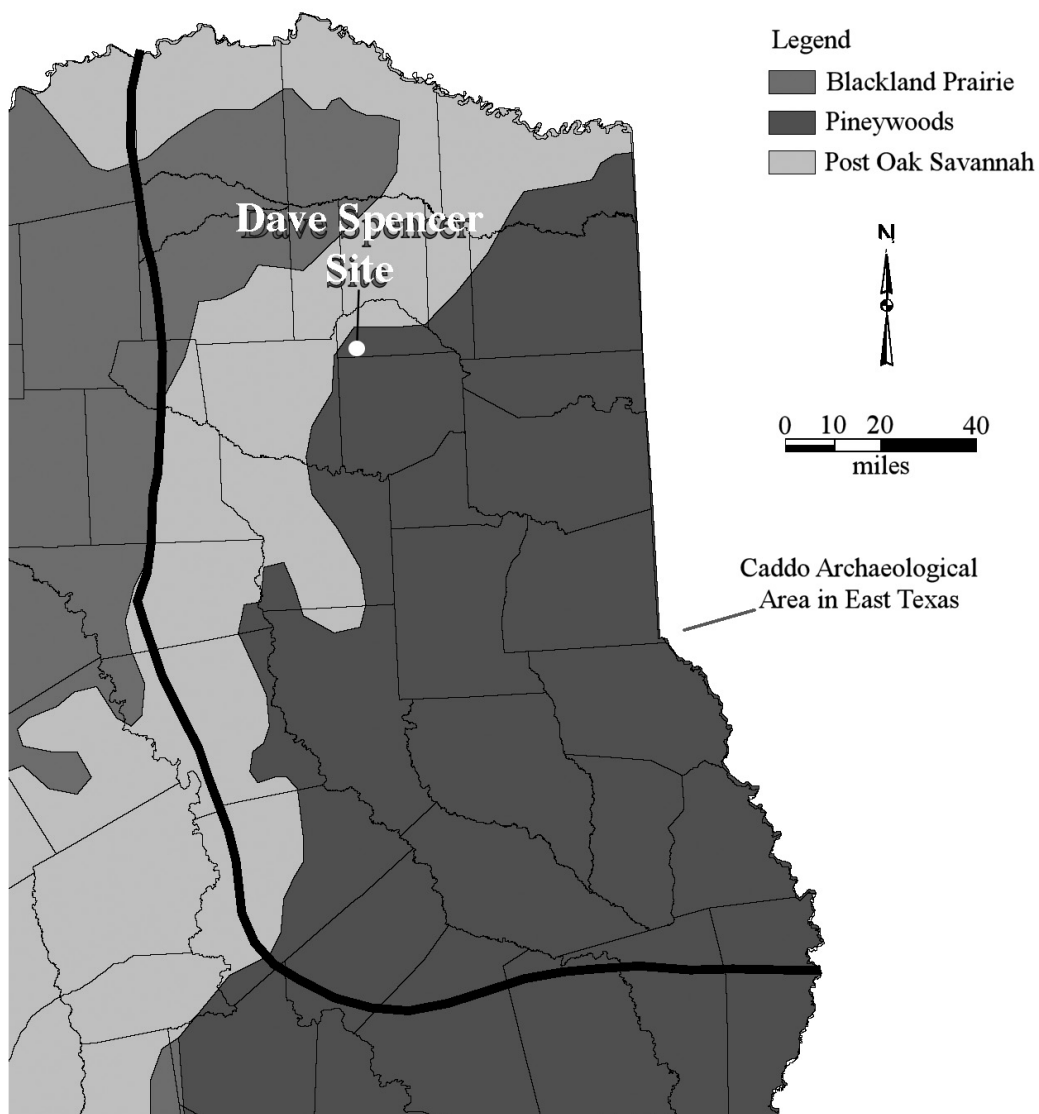 Legend
Blackland Prairie
Pineywoods
Post Oak Savannah
Dave Spencer
Site
N
0 10 20 40
miles
Caddo Archaeological
Area in East Texas